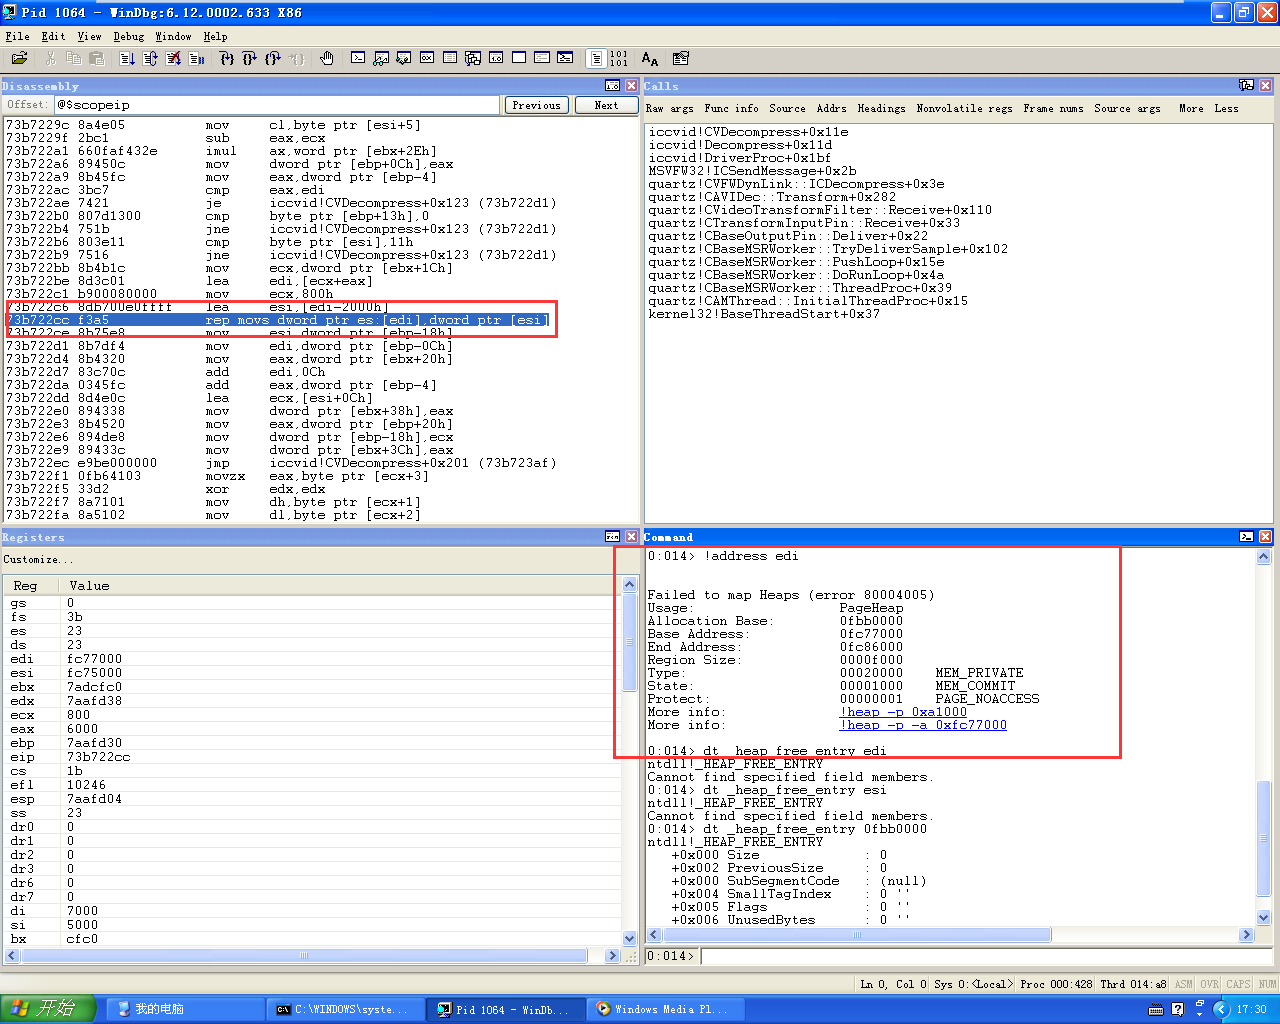 Pid 1064 - WinDbg:6.12.0002.633 X86
File Edit View Debug Window Help
Disassembly
Offset: @$scopeip Previous Next
73b7229c 8a4e05 mov cl,byte ptr [esi+5]
73b7229f 2bc1 sub eax,ecx
73b722a1 660faf432e imul ax,word ptr [ebx+2Eh]
73b722a6 89450c mov dword ptr [ebp+0Ch],eax
73b722a9 8b45fc mov eax,dword ptr [ebp-4]
73b722ac 3bc7 cmp eax,edi
73b722ae 7421 je iccvid!CVDecompress+0x123 (73b722d1)
73b722b0 807d1300 cmp byte ptr [ebp+13h],0
73b722b4 751b jne iccvid!CVDecompress+0x123 (73b722d1)
73b722b6 803e11 cmp byte ptr [esi],11h
73b722b9 7516 jne iccvid!CVDecompress+0x123 (73b722d1)
73b722bb 8b4b1c mov ecx,dword ptr [ebx+1Ch]
73b722be 8d3c01 lea edi,[ecx+eax]
73b722c1 b900080000 mov ecx,800h
73b722c6 8db700e0ffff lea esi,[edi-2000h]
73b722cc f3a5 rep movs dword ptr es:[edi],dword ptr [esi]
73b722ce 8b75e8 mov esi,dword ptr [ebp-18h]
73b722d1 8b7df4 mov edi,dword ptr [ebp-0Ch]
73b722d4 8b4320 mov eax,dword ptr [ebx+20h]
73b722d7 83c70c add edi,0Ch
73b722da 0345fc add eax,dword ptr [ebp-4]
73b722dd 8d4e0c lea ecx,[esi+0Ch]
73b722e0 894338 mov dword ptr [ebx+38h],eax
73b722e3 8b4520 mov eax,dword ptr [ebp+20h]
73b722e6 894de8 mov dword ptr [ebp-18h],ecx
73b722e9 89433c mov dword ptr [ebx+3Ch],eax
73b722ec e9be000000 jmp iccvid!CVDecompress+0x201 (73b723af)
73b722f1 0fb64103 movzx eax,byte ptr [ecx+3]
73b722f5 33d2 xor edx,edx
73b722f7 8a7101 mov dh,byte ptr [ecx+1]
73b722fa 8a5102 mov dl,byte ptr [ecx+2]
Calls
Raw args Func info Source Addrs Headings Nonvolatile regs Frame nums Source args More Less
iccvid!CVDecompress+0x11e
iccvid!Decompress+0x11d
iccvid!DriverProc+0x1bf
MSVFW32!ICSendMessage+0x2b
quartz!CVFWDynLink::ICDecompress+0x3e
quartz!CAVIDec::Transform+0x282
quartz!CVideoTransformFilter::Receive+0x110
quartz!CTransformInputPin::Receive+0x33
quartz!CBaseOutputPin::Deliver+0x22
quartz!CBaseMSRWorker::TryDeliverSample+0x102
quartz!CBaseMSRWorker::PushLoop+0x15e
quartz!CBaseMSRWorker::DoRunLoop+0x4a
quartz!CBaseMSRWorker::ThreadProc+0x39
quartz!CAMThread::InitialThreadProc+0x15
kernel32!BaseThreadStart+0x37
Registers
Customize...
Reg Value
gs 0
fs 3b
es 23
ds 23
edi fc77000
esi fc75000
ebx 7adcfc0
edx 7aafd38
ecx 800
eax 6000
ebp 7aafd30
eip 73b722cc
cs 1b
efl 10246
esp 7aafd04
ss 23
dr0 0
dr1 0
dr2 0
dr3 0
dr6 0
dr7 0
di 7000
si 5000
bx cfc0
Command
0:014> !address edi
Failed to map Heaps (error 80004005)
Usage: PageHeap
Allocation Base: 0fbb0000
Base Address: 0fc77000
End Address: 0fc86000
Region Size: 0000f000
Type: 00020000 MEM_PRIVATE
State: 00001000 MEM_COMMIT
Protect: 00000001 PAGE_NOACCESS
More info: !heap -p 0xa1000
More info: !heap -p -a 0xfc77000
0:014> dt _heap_free_entry edi
ntdll!_HEAP_FREE_ENTRY
Cannot find specified field members.
0:014> dt _heap_free_entry esi
ntdll!_HEAP_FREE_ENTRY
Cannot find specified field members.
0:014> dt _heap_free_entry 0fbb0000
ntdll!_HEAP_FREE_ENTRY
+0x000 Size : 0
+0x002 PreviousSize : 0
+0x000 SubSegmentCode : (null)
+0x004 SmallTagIndex : 0 ''
+0x005 Flags : 0 ''
+0x006 UnusedBytes : 0 ''
0:014>
Ln 0, Col 0 Sys 0:<Local> Proc 000:428 Thrd 014:a8 ASM OVR CAPS NUM
开始 我的电脑 C:\WINDOWS\syste... Pid 1064 - WinDb... Windows Media Pl... 17:30